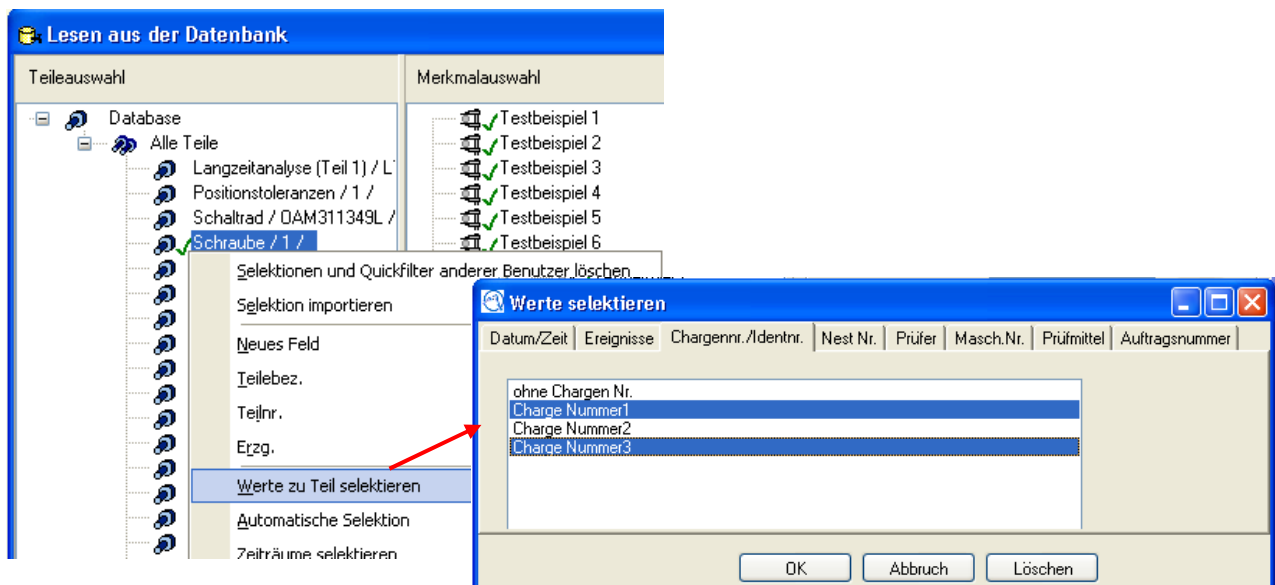 Lesen aus der Datenbank
Teileauswahl
Merkmalauswahl
Database
Alle Teile
Langzeitanalyse (Teil 1) / L
Positionstoleranzen / 1 /
Schaltrad / 0AM311349L /
Schraube / 1 /
Testbeispiel 1
Testbeispiel 2
Testbeispiel 3
Testbeispiel 4
Testbeispiel 5
Testbeispiel 6
Selektionen und Quickfilter anderer Benutzer löschen
Selektion importieren
Neues Feld
Teilebez.
Teilnr.
Erzg.
Werte zu Teil selektieren
Automatische Selektion
Zeiträume selektieren
Werte selektieren
Datum/Zeit Ereignisse Chargennr./Identnr. Nest Nr. Prüfer Masch.Nr. Prüfmittel Auftragsnummer
ohne Chargen Nr.
Charge Nummer1
Charge Nummer2
Charge Nummer3
OK Abbruch Löschen